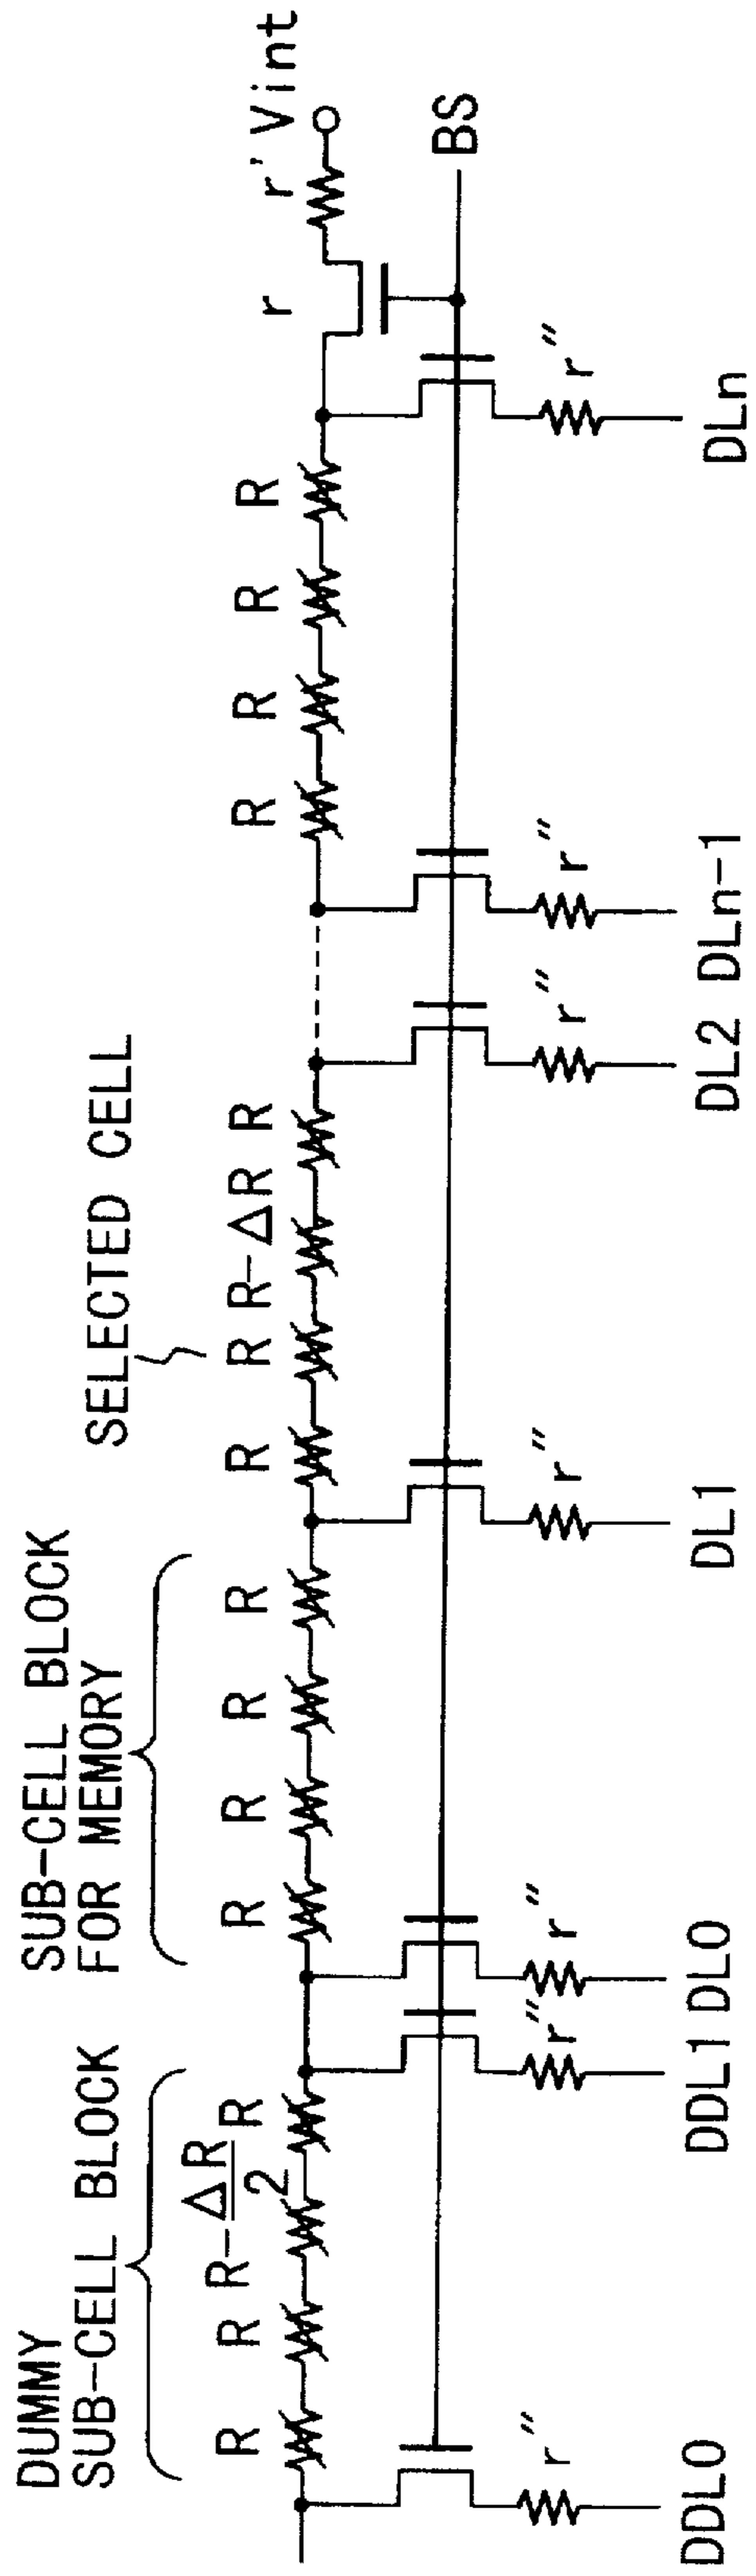 DUMMY
SUB-CELL BLOCK
SUB-CELL BLOCK
FOR MEMORY
SELECTED CELL
R R R-ΔR/2 R
R R R R
R R R-ΔR R
R R R R
r r' Vint
BS
r" r" r" r" r" r" r"
DDL0 DDL1 DL0 DL1 DL2 DLn-1 DLn